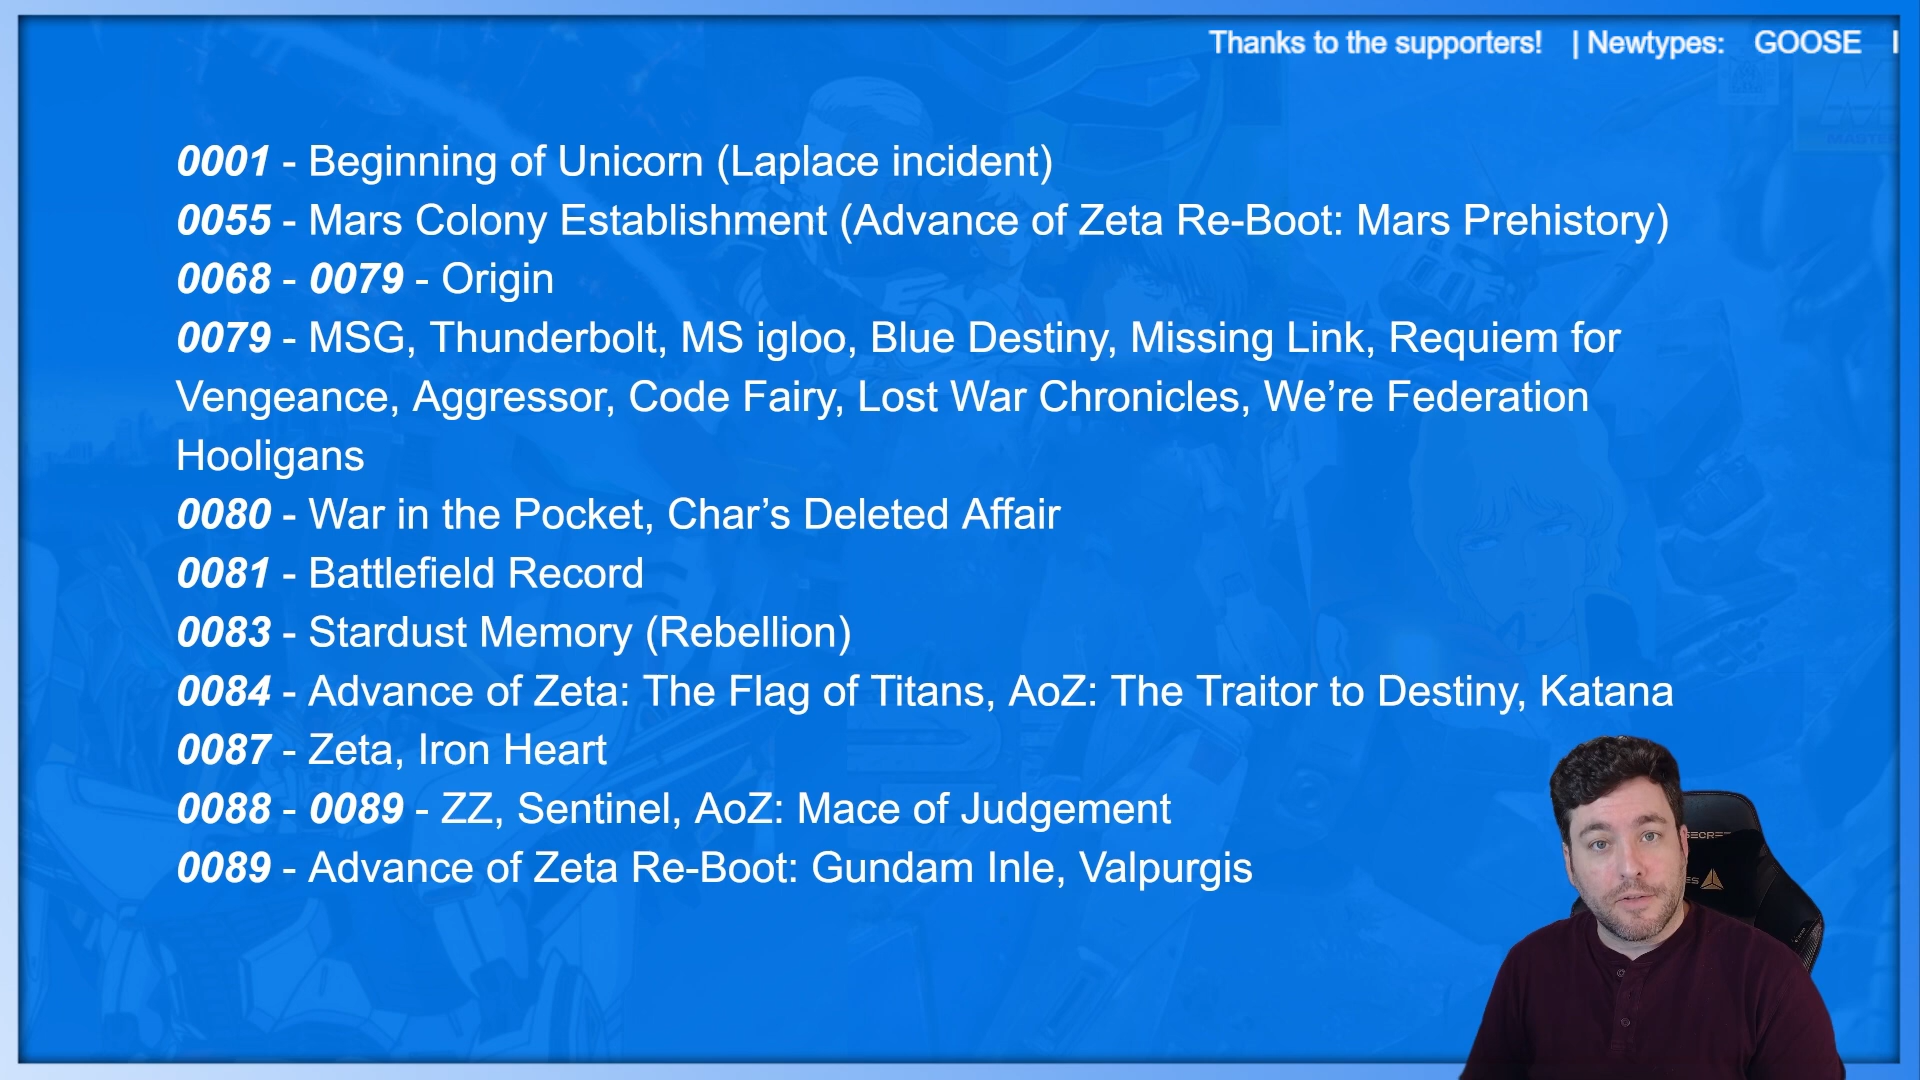 Thanks to the supporters! | Newtypes: GOOSE
0001 - Beginning of Unicorn (Laplace incident)
0055 - Mars Colony Establishment (Advance of Zeta Re-Boot: Mars Prehistory)
0068 - 0079 - Origin
0079 - MSG, Thunderbolt, MS igloo, Blue Destiny, Missing Link, Requiem for
Vengeance, Aggressor, Code Fairy, Lost War Chronicles, We’re Federation
Hooligans
0080 - War in the Pocket, Char’s Deleted Affair
0081 - Battlefield Record
0083 - Stardust Memory (Rebellion)
0084 - Advance of Zeta: The Flag of Titans, AoZ: The Traitor to Destiny, Katana
0087 - Zeta, Iron Heart
0088 - 0089 - ZZ, Sentinel, AoZ: Mace of Judgement
0089 - Advance of Zeta Re-Boot: Gundam Inle, Valpurgis